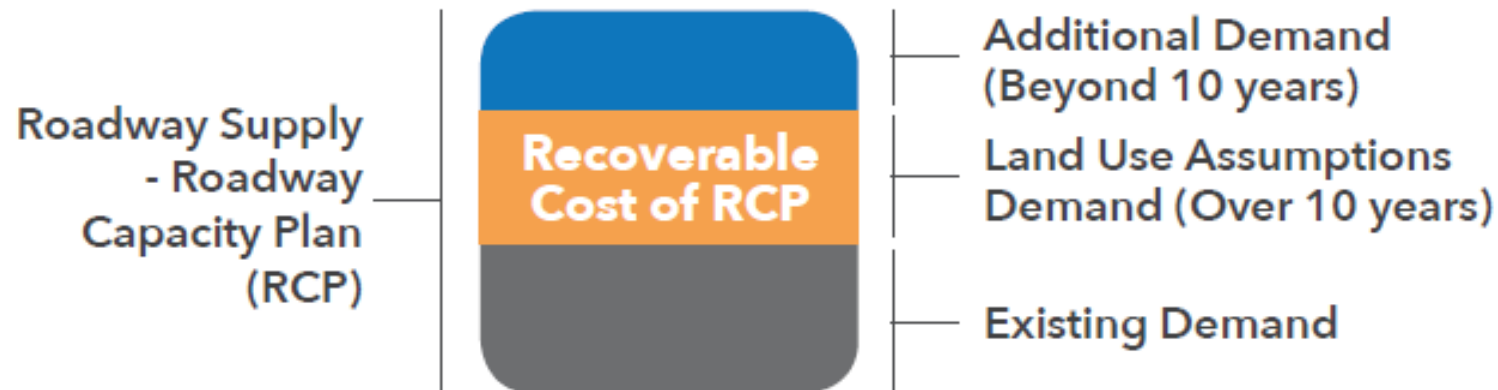 Roadway Supply
- Roadway
Capacity Plan
(RCP)
Recoverable
Cost of RCP
Additional Demand
(Beyond 10 years)
Land Use Assumptions
Demand (Over 10 years)
Existing Demand